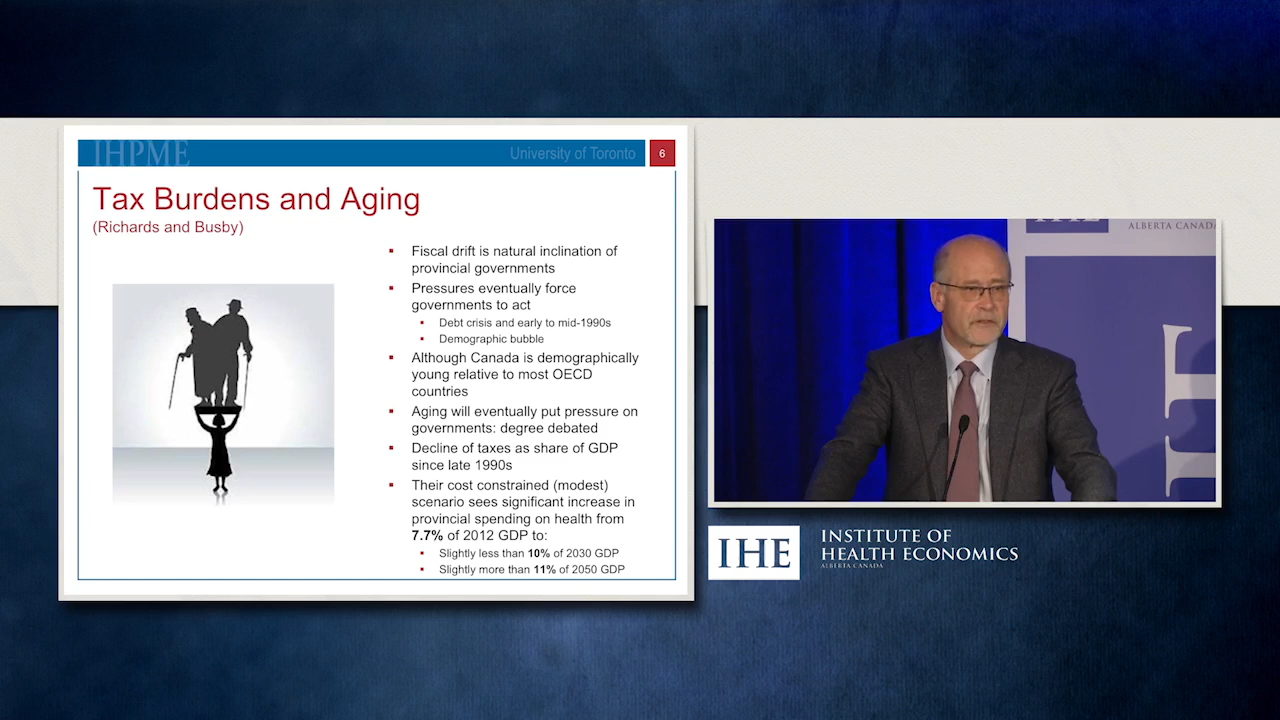 IHPME
University of Toronto
6
Tax Burdens and Aging
(Richards and Busby)
Fiscal drift is natural inclination of
provincial governments
Pressures eventually force
governments to act
Debt crisis and early to mid-1990s
Demographic bubble
Although Canada is demographically
young relative to most OECD
countries
Aging will eventually put pressure on
governments: degree debated
Decline of taxes as share of GDP
since late 1990s
Their cost constrained (modest)
scenario sees significant increase in
provincial spending on health from
7.7% of 2012 GDP to:
Slightly less than 10% of 2030 GDP
Slightly more than 11% of 2050 GDP
IHE
ALBERTA CANADA
IHE
IHE
INSTITUTE OF
HEALTH ECONOMICS
ALBERTA CANADA